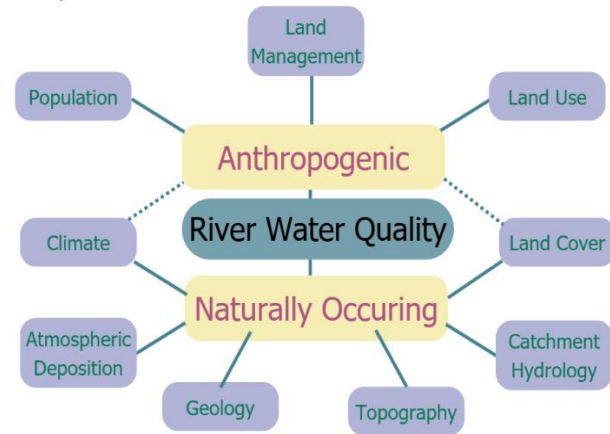 Land
Management
Population
Land Use
Anthropogenic
River Water Quality
Climate
Land Cover
Naturally Occuring
Atmospheric
Deposition
Catchment
Hydrology
Geology
Topography